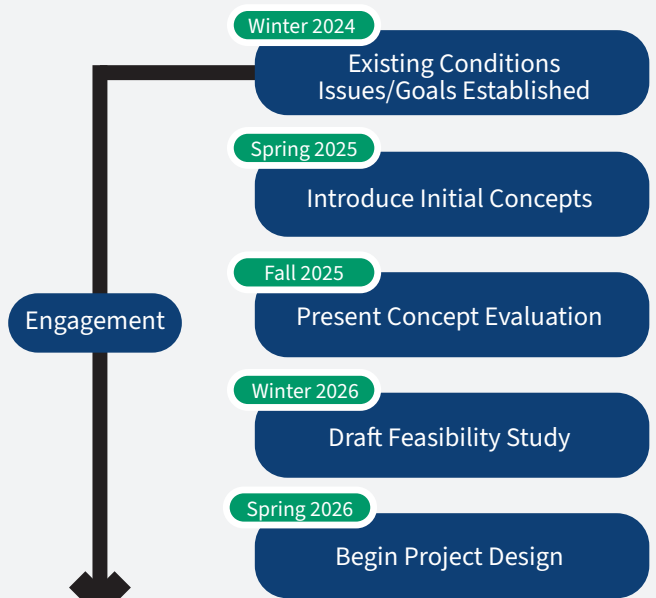 Winter 2024
Existing Conditions
Issues/Goals Established
Spring 2025
Introduce Initial Concepts
Fall 2025
Engagement
Present Concept Evaluation
Winter 2026
Draft Feasibility Study
Spring 2026
Begin Project Design